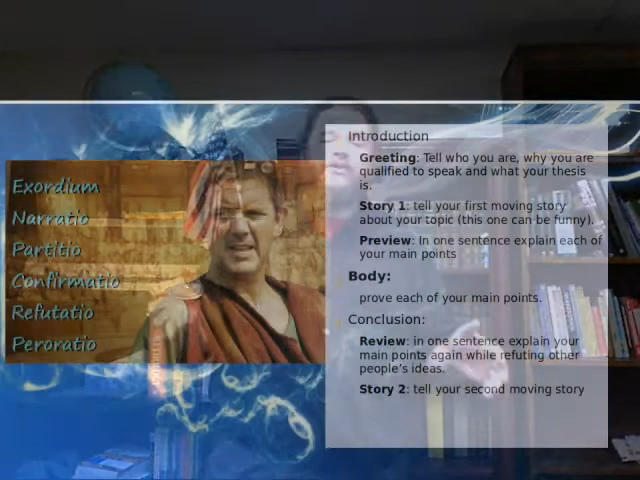 Exordium
Narratio
Partitio
Confirmatio
Refutatio
Peroratio
Introduction
Greeting: Tell who you are, why you are
qualified to speak and what your thesis
is.
Story 1: tell your first moving story
about your topic (this one can be funny).
Preview: In one sentence explain each of
your main points
Body:
prove each of your main points.
Conclusion:
Review: in one sentence explain your
main points again while refuting other
people's ideas.
Story 2: tell your second moving story